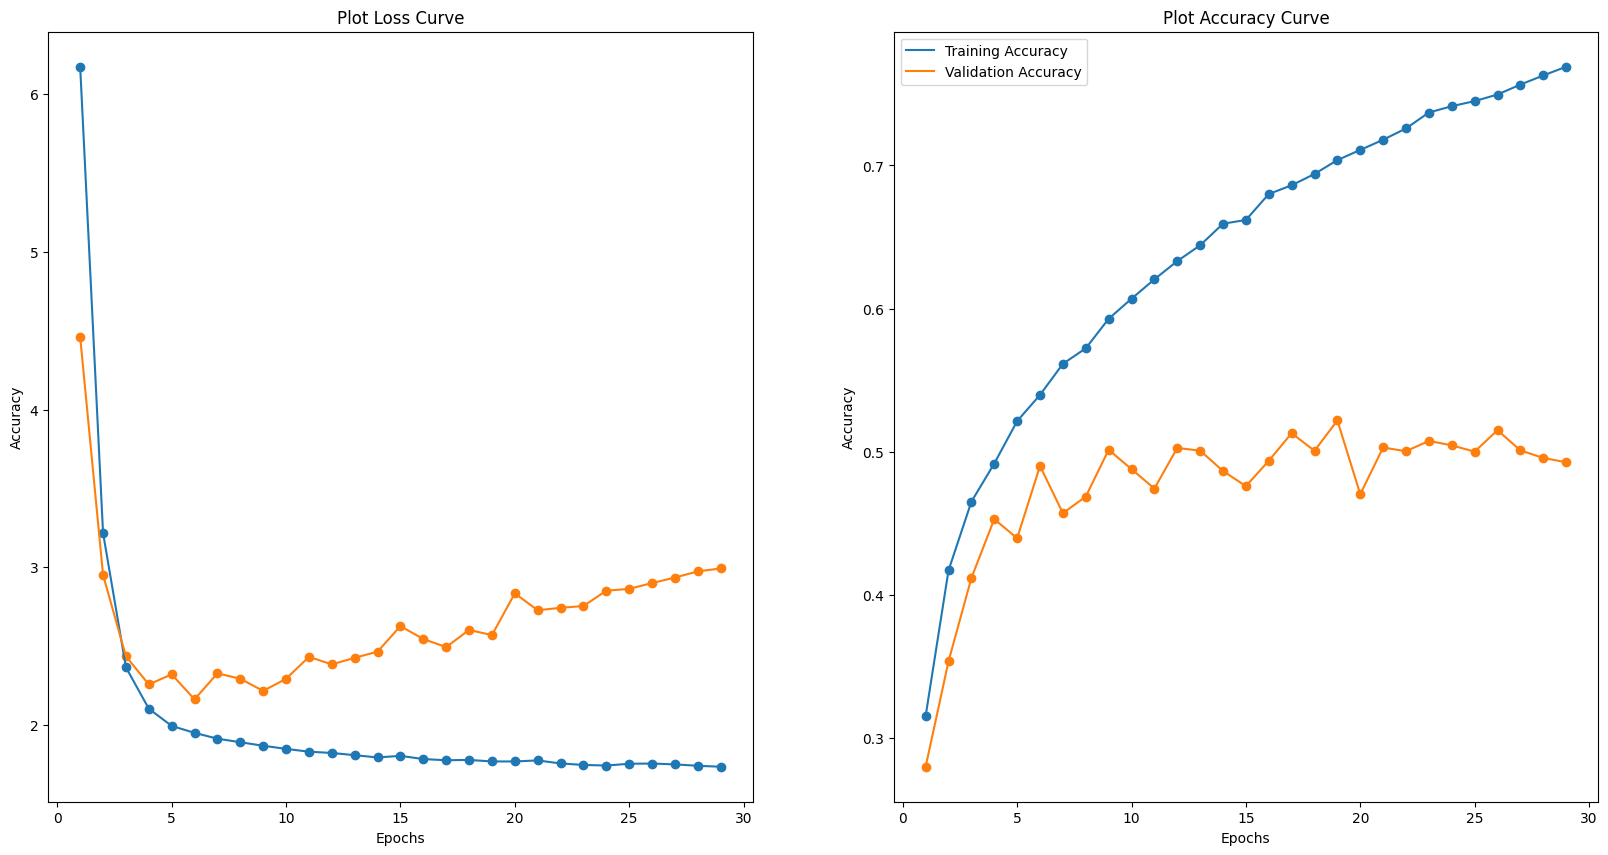 Plot Loss Curve
6
5
4
3
2
Accuracy
0 5 10 15 20 25 30
Epochs
Plot Accuracy Curve
Training Accuracy
Validation Accuracy
0.7
0.6
0.5
0.4
0.3
Accuracy
0 5 10 15 20 25 30
Epochs